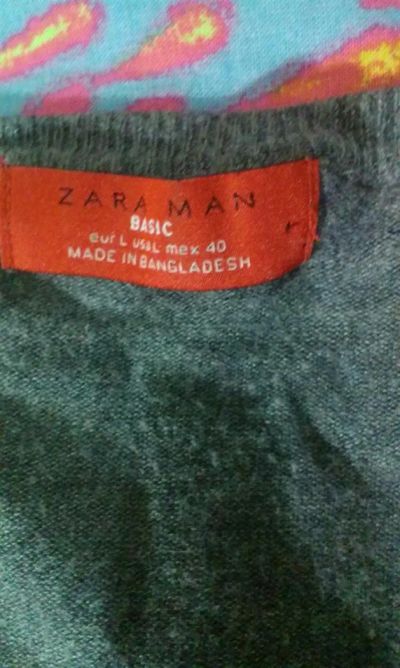 ZARA MAN
BASIC
eur L USA L mex 40
MADE IN BANGLADESH